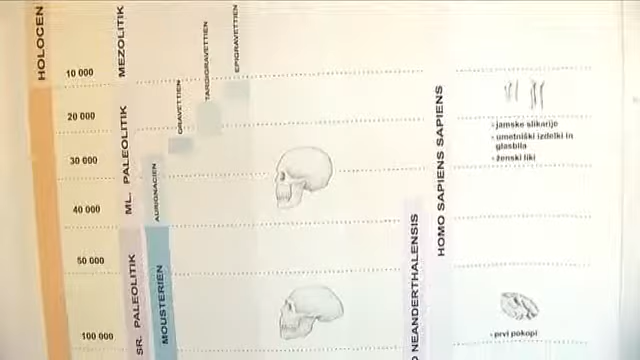 HOLOCEN
10 000
20 000
30 000
40 000
50 000
100 000
MEZOLITIK
ML. PALEOLITIK
SR. PALEOLITIK
MOUSTERIEN
AURIGNACIEN
GRAVETTIEN
TARDIGRAVETTIEN
EPIGRAVETTIEN
NEANDERTHALENSIS
HOMO SAPIENS SAPIENS
- jamske slikarije
- umetniški izdelki in
glasbila
- ženski liki
- prvi pokopi